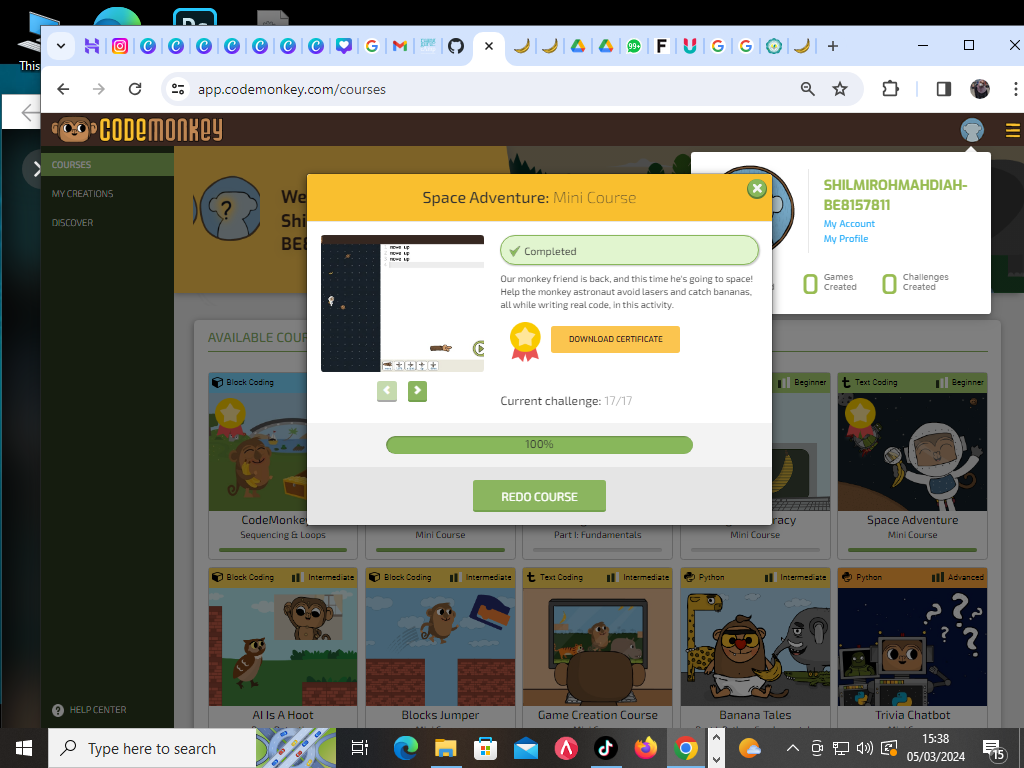 This
99+
app.codemonkey.com/courses
CODEMONKEY
COURSES
MY CREATIONS
DISCOVER
HELP CENTER
We
Shi
BE8
SHILMIROHMAHDIAH-
BE8157811
My Account
My Profile
0 Games Created
0 Challenges Created
AVAILABLE COUR
Space Adventure: Mini Course
move up
move up
move up
Completed
Our monkey friend is back, and this time he's going to space!
Help the monkey astronaut avoid lasers and catch bananas,
all while writing real code, in this activity.
DOWNLOAD CERTIFICATE
Current challenge: 17/17
100%
REDO COURSE
Block Coding
Beginner
Text Coding
Beginner
CodeMonke
Sequencing & Loops
Mini Course
Part I: Fundamentals
racy
Mini Course
Space Adventure
Mini Course
Block Coding
Intermediate
Block Coding
Intermediate
Text Coding
Intermediate
Python
Intermediate
Python
Advanced
AI Is A Hoot
Blocks Jumper
Game Creation Course
Banana Tales
Trivia Chatbot
Type here to search
15:38
05/03/2024
15